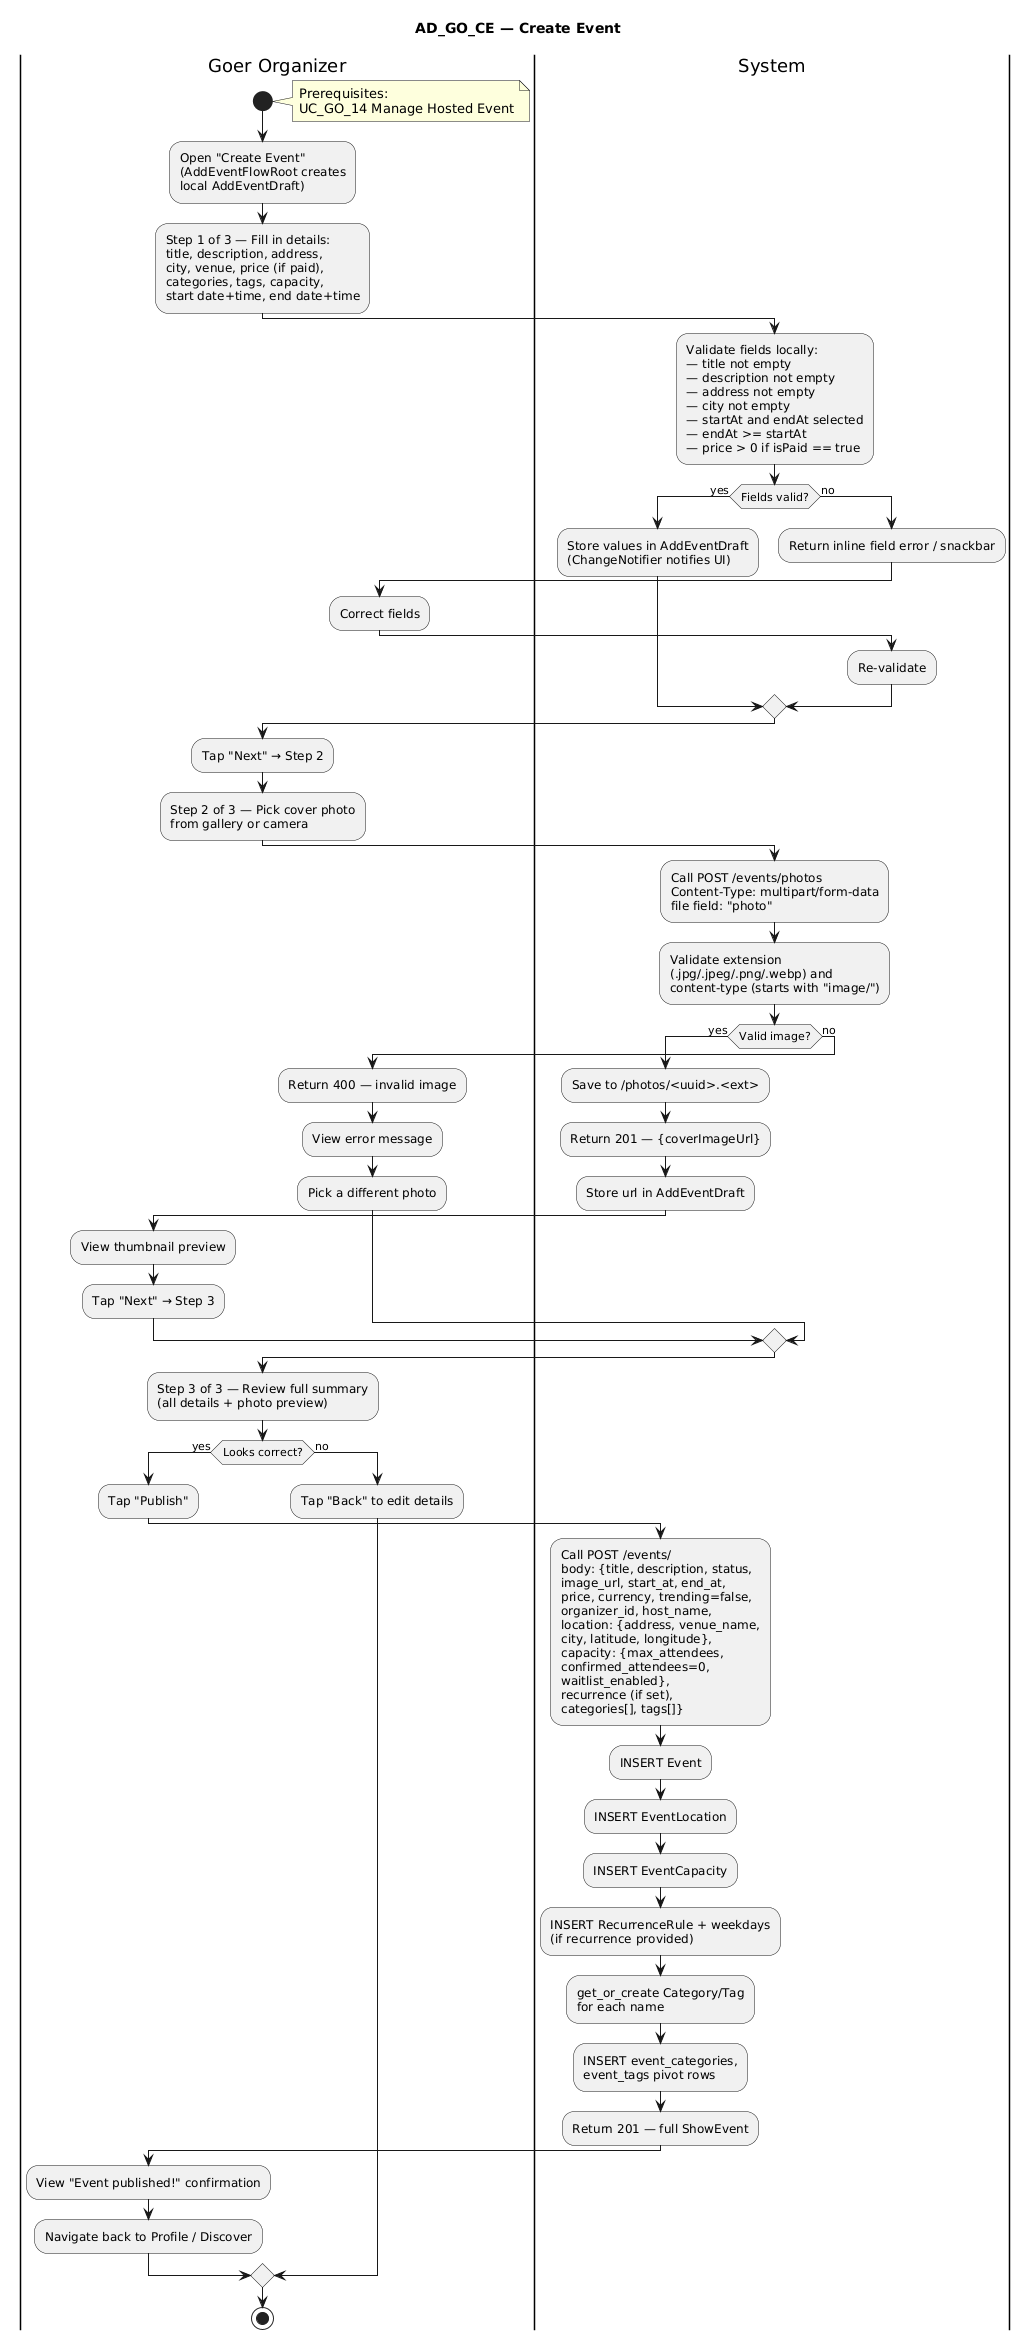 AD_GO_CE — Create Event
Goer Organizer
System
Prerequisites:
UC_GO_14 Manage Hosted Event
Open "Create Event"
(AddEventFlowRoot creates
local AddEventDraft)
Step 1 of 3 — Fill in details:
title, description, address,
city, venue, price (if paid),
categories, tags, capacity,
start date+time, end date+time
Validate fields locally:
— title not empty
— description not empty
— address not empty
— city not empty
— startAt and endAt selected
— endAt >= startAt
— price > 0 if isPaid == true
yes
Fields valid?
no
Store values in AddEventDraft
(ChangeNotifier notifies UI)
Return inline field error / snackbar
Correct fields
Re-validate
Tap "Next" → Step 2
Step 2 of 3 — Pick cover photo
from gallery or camera
Call POST /events/photos
Content-Type: multipart/form-data
file field: "photo"
Validate extension
(.jpg/.jpeg/.png/.webp) and
content-type (starts with "image/")
yes
Valid image?
no
Return 400 — invalid image
Save to /photos/<uuid>.<ext>
View error message
Return 201 — {coverImageUrl}
Pick a different photo
Store url in AddEventDraft
View thumbnail preview
Tap "Next" → Step 3
Step 3 of 3 — Review full summary
(all details + photo preview)
yes
Looks correct?
no
Tap "Publish"
Tap "Back" to edit details
Call POST /events/
body: {title, description, status,
image_url, start_at, end_at,
price, currency, trending=false,
organizer_id, host_name,
location: {address, venue_name,
city, latitude, longitude},
capacity: {max_attendees,
confirmed_attendees=0,
waitlist_enabled},
recurrence (if set),
categories[], tags[]}
INSERT Event
INSERT EventLocation
INSERT EventCapacity
INSERT RecurrenceRule + weekdays
(if recurrence provided)
get_or_create Category/Tag
for each name
INSERT event_categories,
event_tags pivot rows
Return 201 — full ShowEvent
View "Event published!" confirmation
Navigate back to Profile / Discover